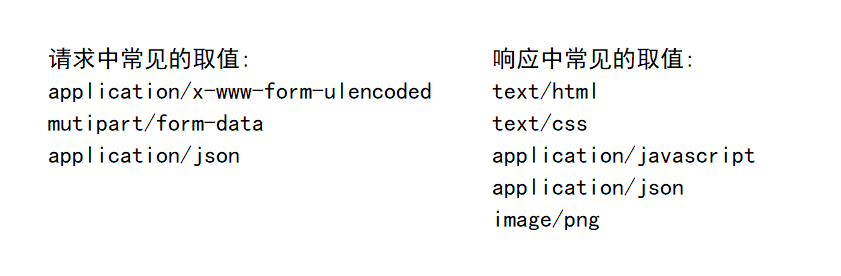 请求中常见的取值:
application/x-www-form-ulencoded
mutipart/form-data
application/json
响应中常见的取值:
text/html
text/css
application/javascript
application/json
image/png